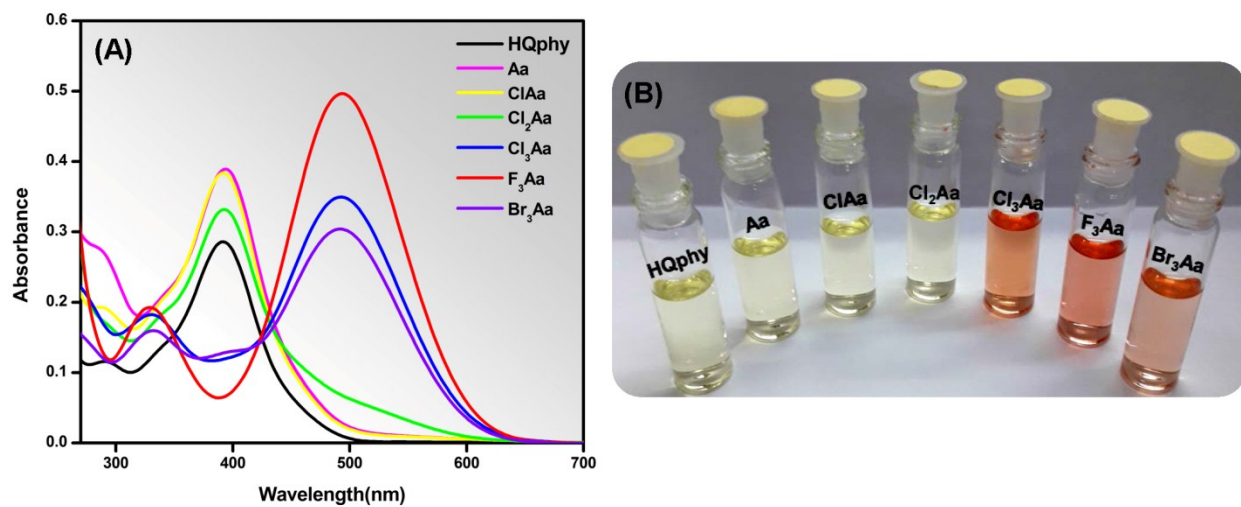 (A)
HQphy
Aa
ClAa
Cl₂Aa
Cl₃Aa
F₃Aa
Br₃Aa
0.6
0.5
0.4
0.3
0.2
0.1
0.0
Absorbance
300
400
500
600
700
Wavelength(nm)
(B)
HQphy
Aa
ClAa
Cl₂Aa
Cl₃Aa
F₃Aa
Br₃Aa